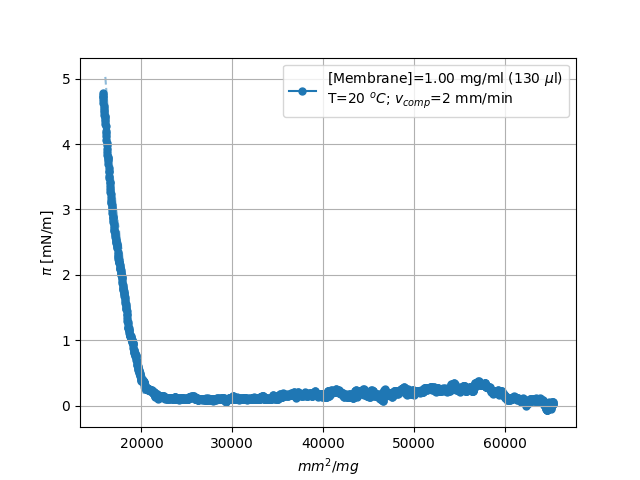 [Membrane]=1.00 mg/ml (130 μl)
T=20 °C; v_comp=2 mm/min
5
4
3
2
1
0
π [mN/m]
20000 30000 40000 50000 60000
mm²/mg